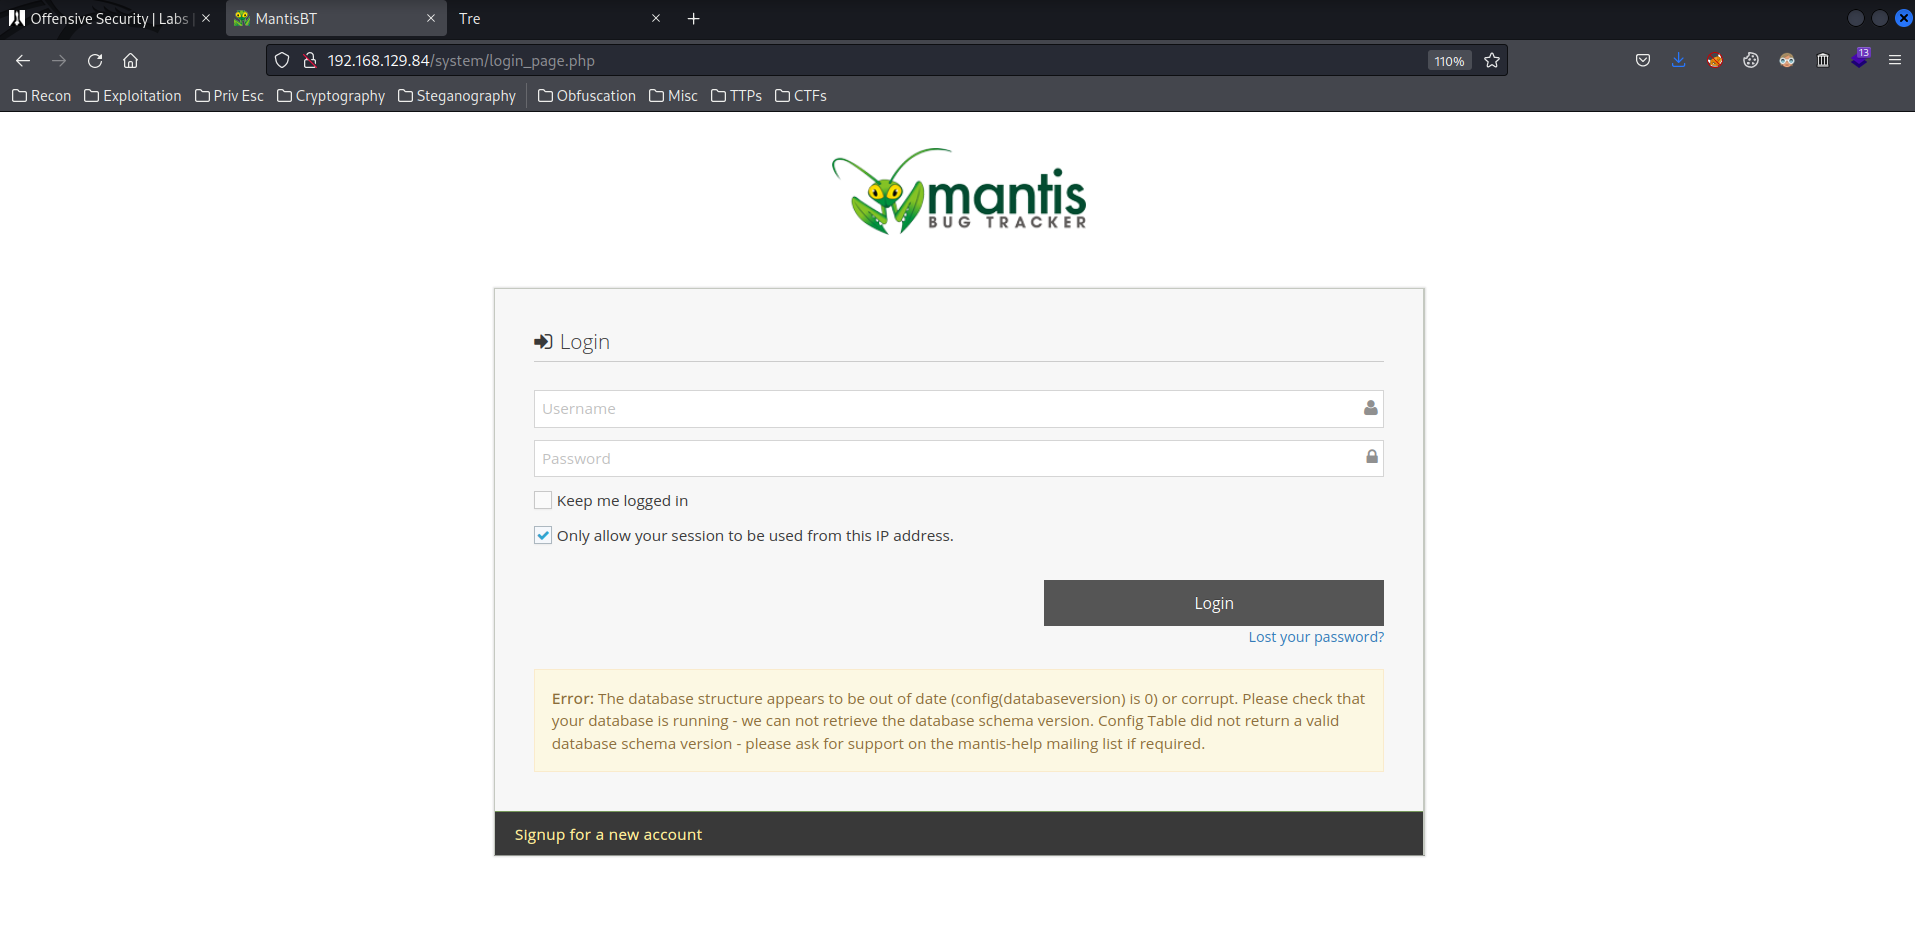 Offensive Security | Labs
MantisBT
Tre
192.168.129.84/system/login_page.php
110%
13
Recon
Exploitation
Priv Esc
Cryptography
Steganography
Obfuscation
Misc
TTPs
CTFs
mantis
BUG TRACKER
Login
Username
Password
Keep me logged in
Only allow your session to be used from this IP address.
Login
Lost your password?
Error: The database structure appears to be out of date (config(databaseversion) is 0) or corrupt. Please check that
your database is running - we can not retrieve the database schema version. Config Table did not return a valid
database schema version - please ask for support on the mantis-help mailing list if required.
Signup for a new account